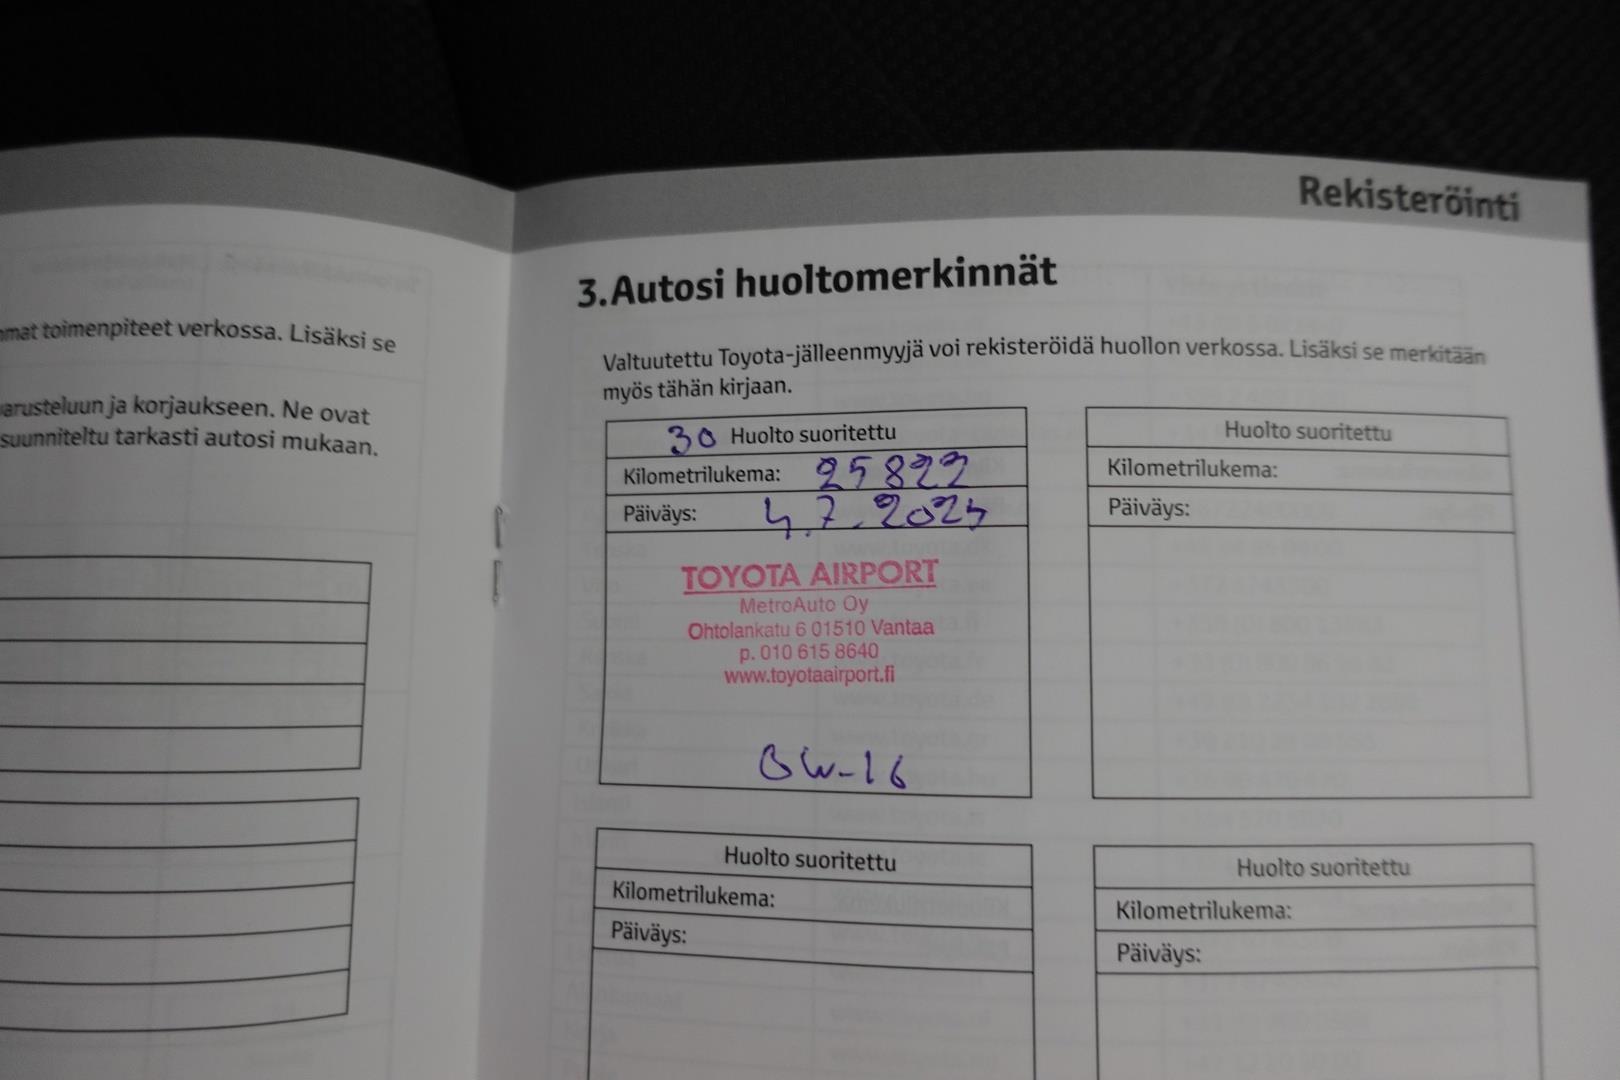 omat toimenpiteet verkossa. Lisäksi se
varusteluun ja korjaukseen. Ne ovat
suunniteltu tarkasti autosi mukaan.
Rekisteröinti
3.Autosi huoltomerkinnät
Valtuutettu Toyota-jälleenmyyjä voi rekisteröidä huollon verkossa. Lisäksi se merkitään
myös tähän kirjaan.
30 Huolto suoritettu
Kilometrilukema: 25822
Päiväys: 4.7.2024
TOYOTA AIRPORT
MetroAuto Oy
Ohtolankatu 6 01510 Vantaa
p. 010 615 8640
www.toyotaairport.fi
BW-16
Huolto suoritettu
Kilometrilukema:
Päiväys:
Huolto suoritettu
Kilometrilukema:
Päiväys:
Huolto suoritettu
Kilometrilukema:
Päiväys: